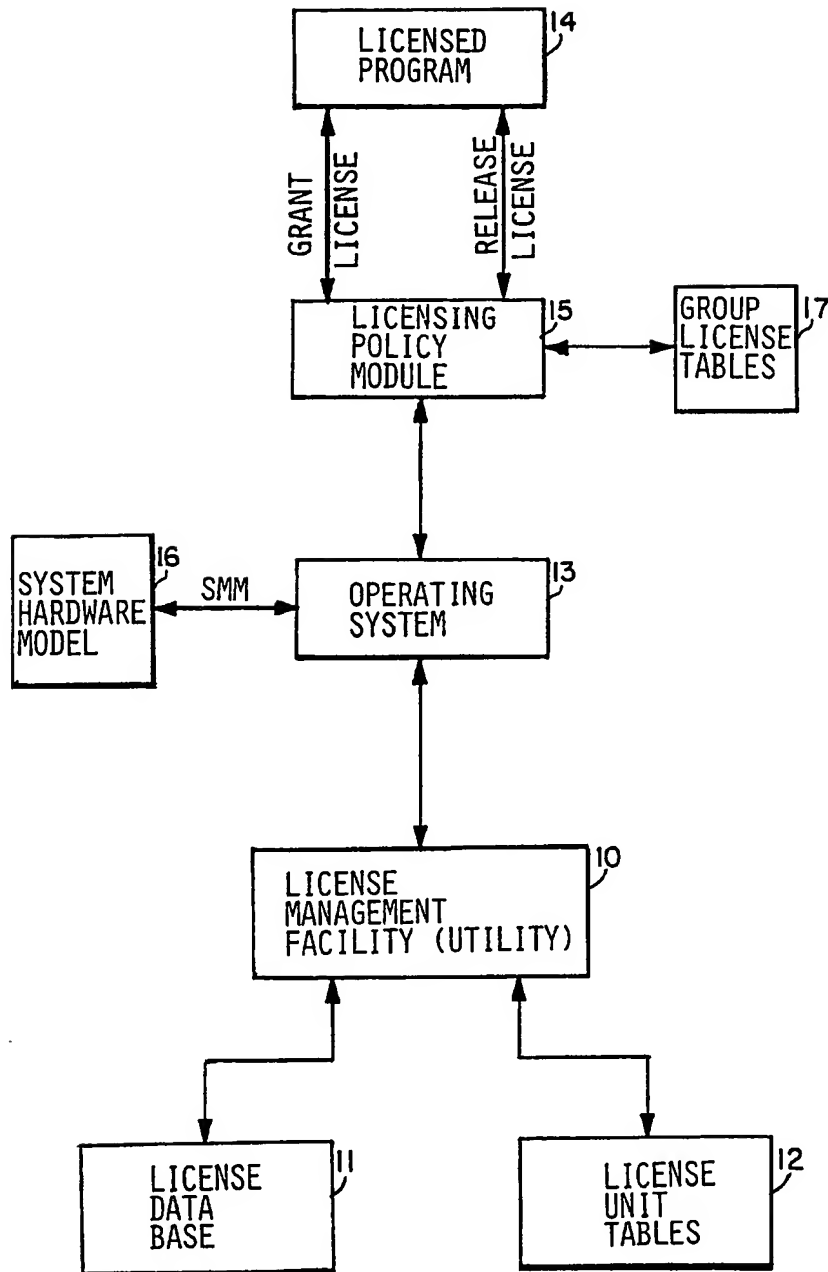 LICENSED
PROGRAM
14
GRANT
LICENSE
RELEASE
LICENSE
LICENSING
POLICY
MODULE
15
GROUP
LICENSE
TABLES
17
SYSTEM
HARDWARE
MODEL
16
SMM
OPERATING
SYSTEM
13
LICENSE
MANAGEMENT
FACILITY (UTILITY)
10
LICENSE
DATA
BASE
11
LICENSE
UNIT
TABLES
12